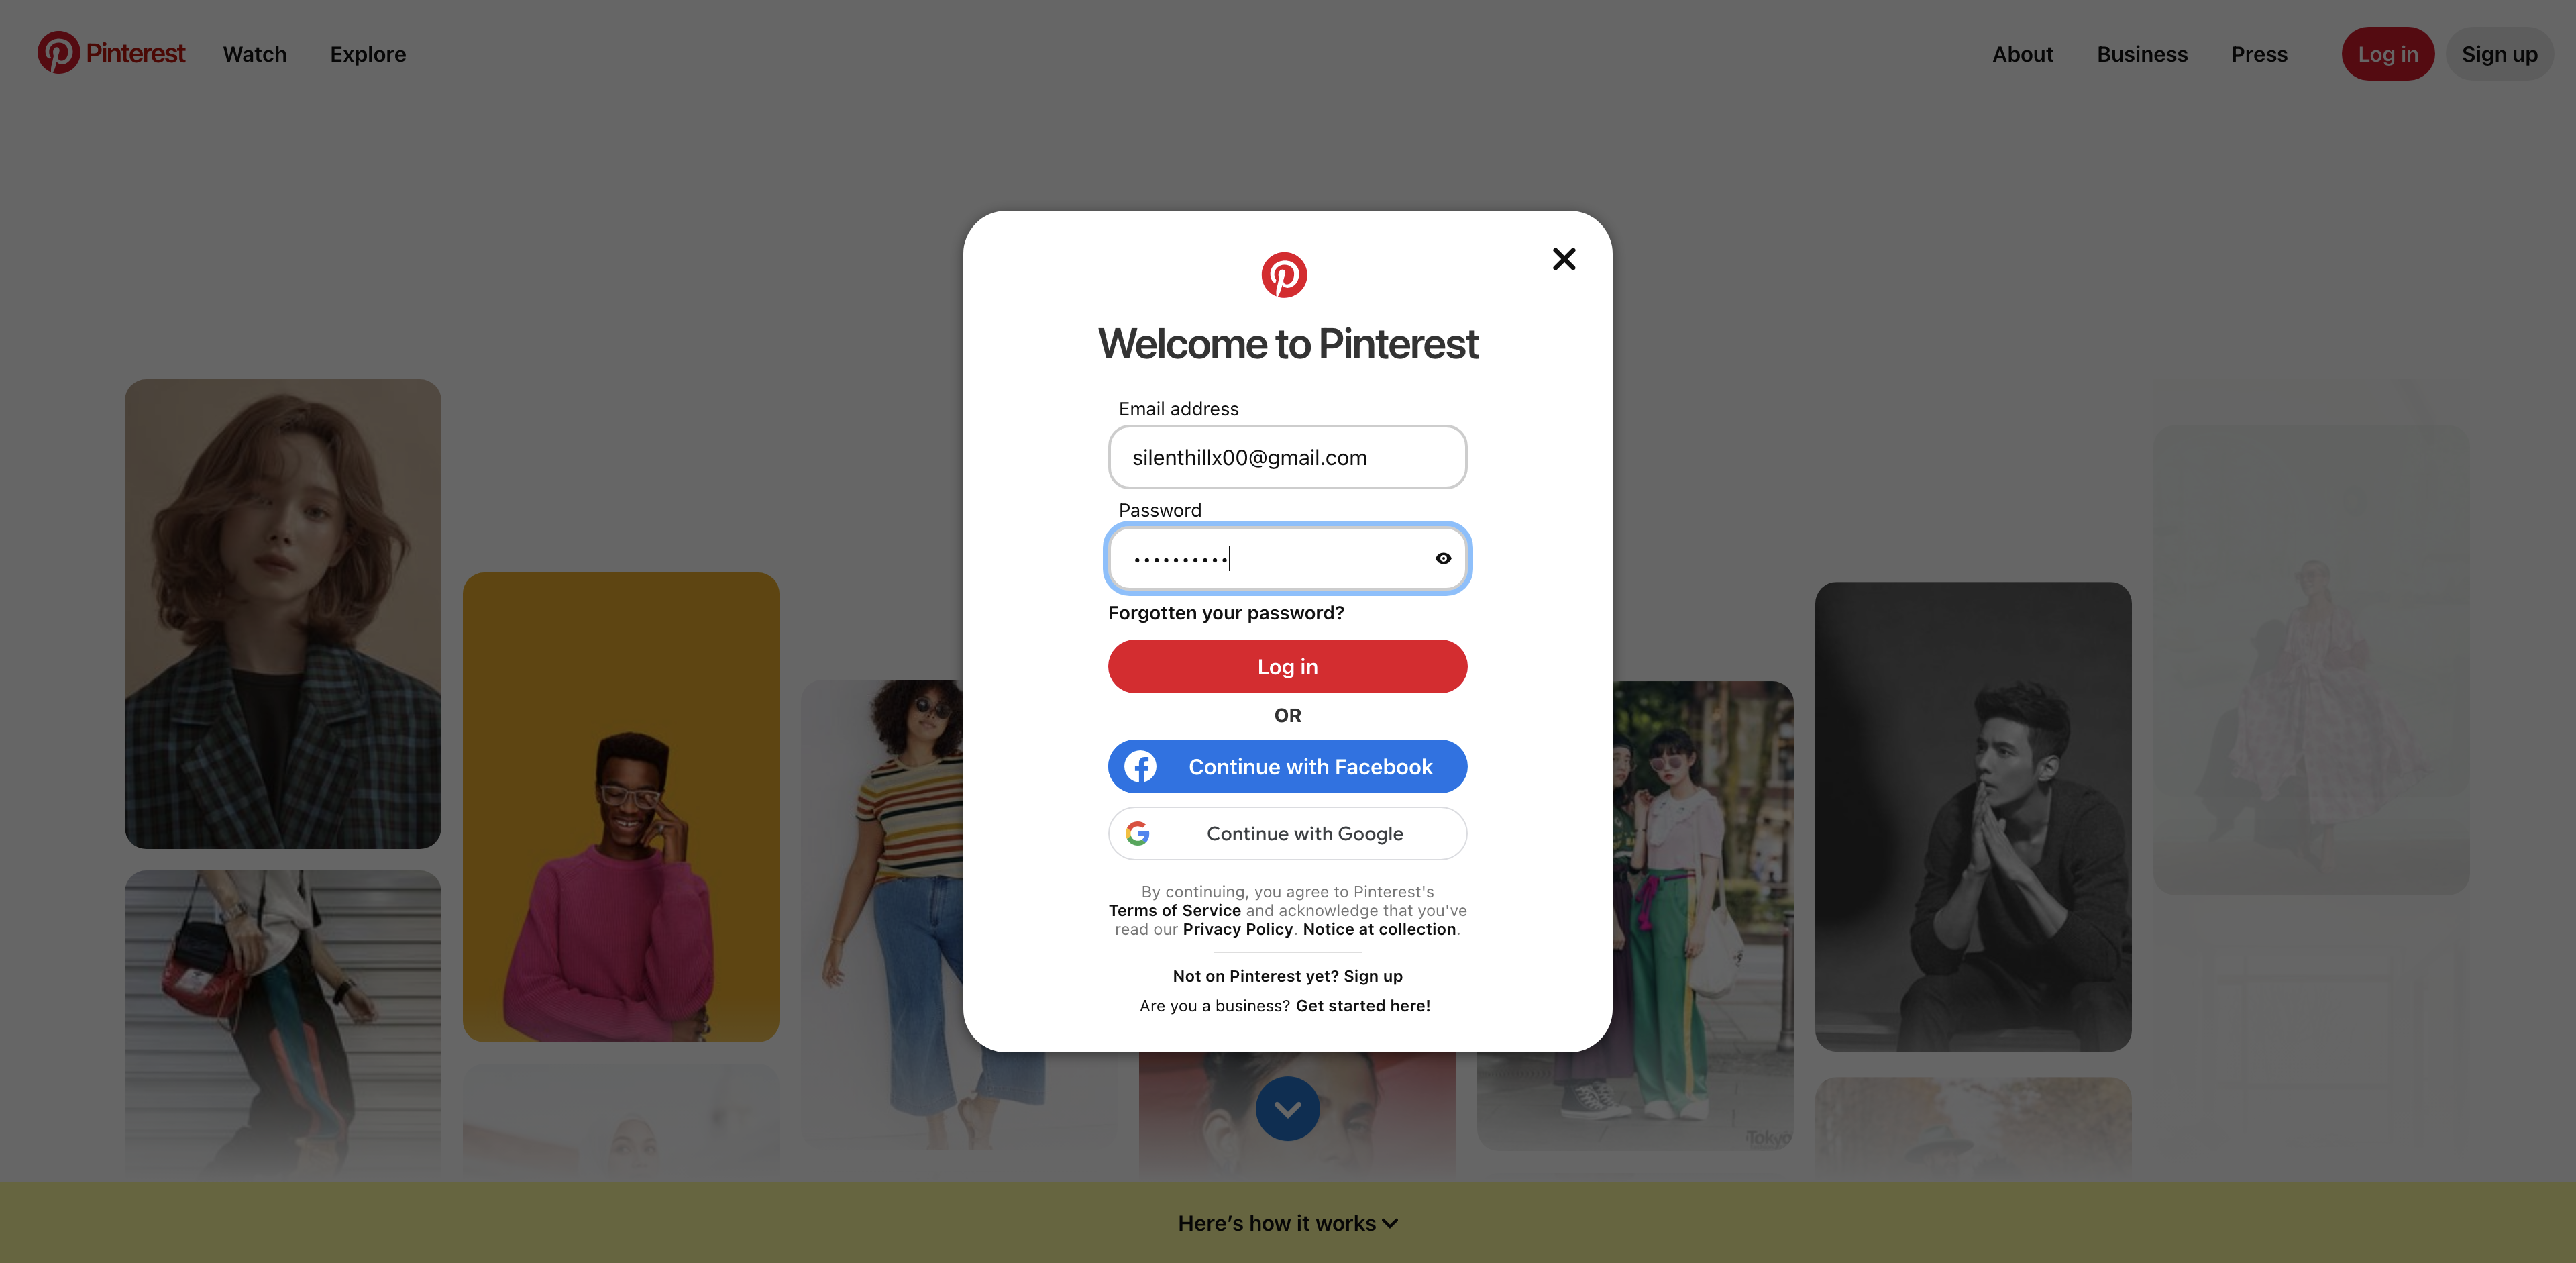 Pinterest Watch Explore About Business Press Log in Sign up
Welcome to Pinterest
Email address
silenthillx00@gmail.com
Password
••••••••••
Forgotten your password?
Log in
OR
Continue with Facebook
Continue with Google
By continuing, you agree to Pinterest's
Terms of Service and acknowledge that you've
read our Privacy Policy. Notice at collection.
Not on Pinterest yet? Sign up
Are you a business? Get started here!
iTokyo
Here’s how it works